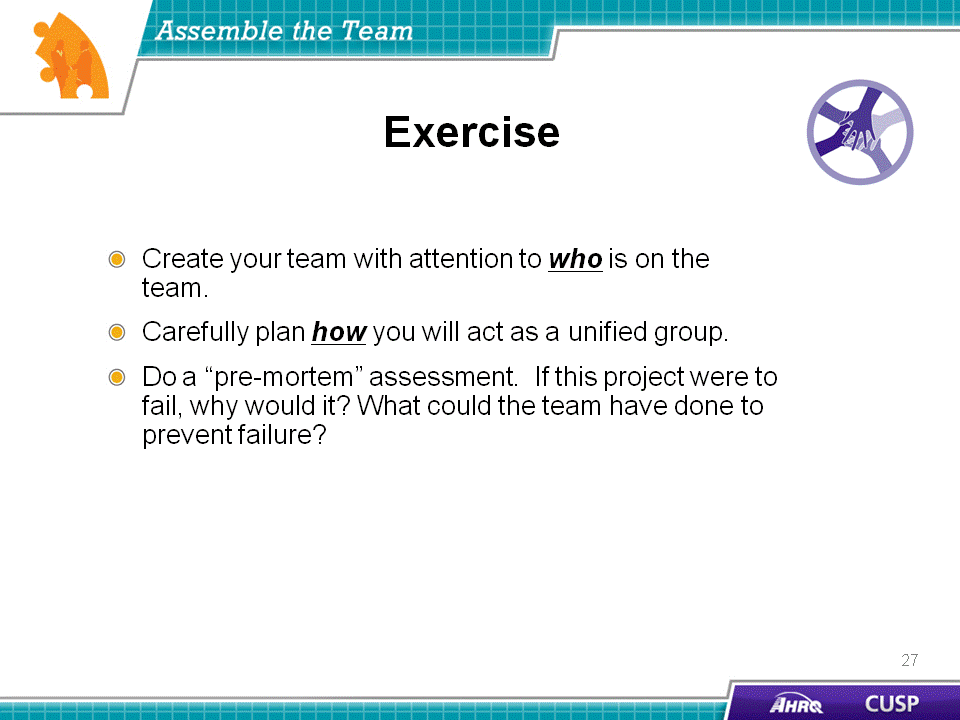 Assemble the Team
Exercise
Create your team with attention to who is on the
team.
Carefully plan how you will act as a unified group.
Do a “pre-mortem” assessment.  If this project were to
fail, why would it? What could the team have done to
prevent failure?
27
AHRQ
CUSP